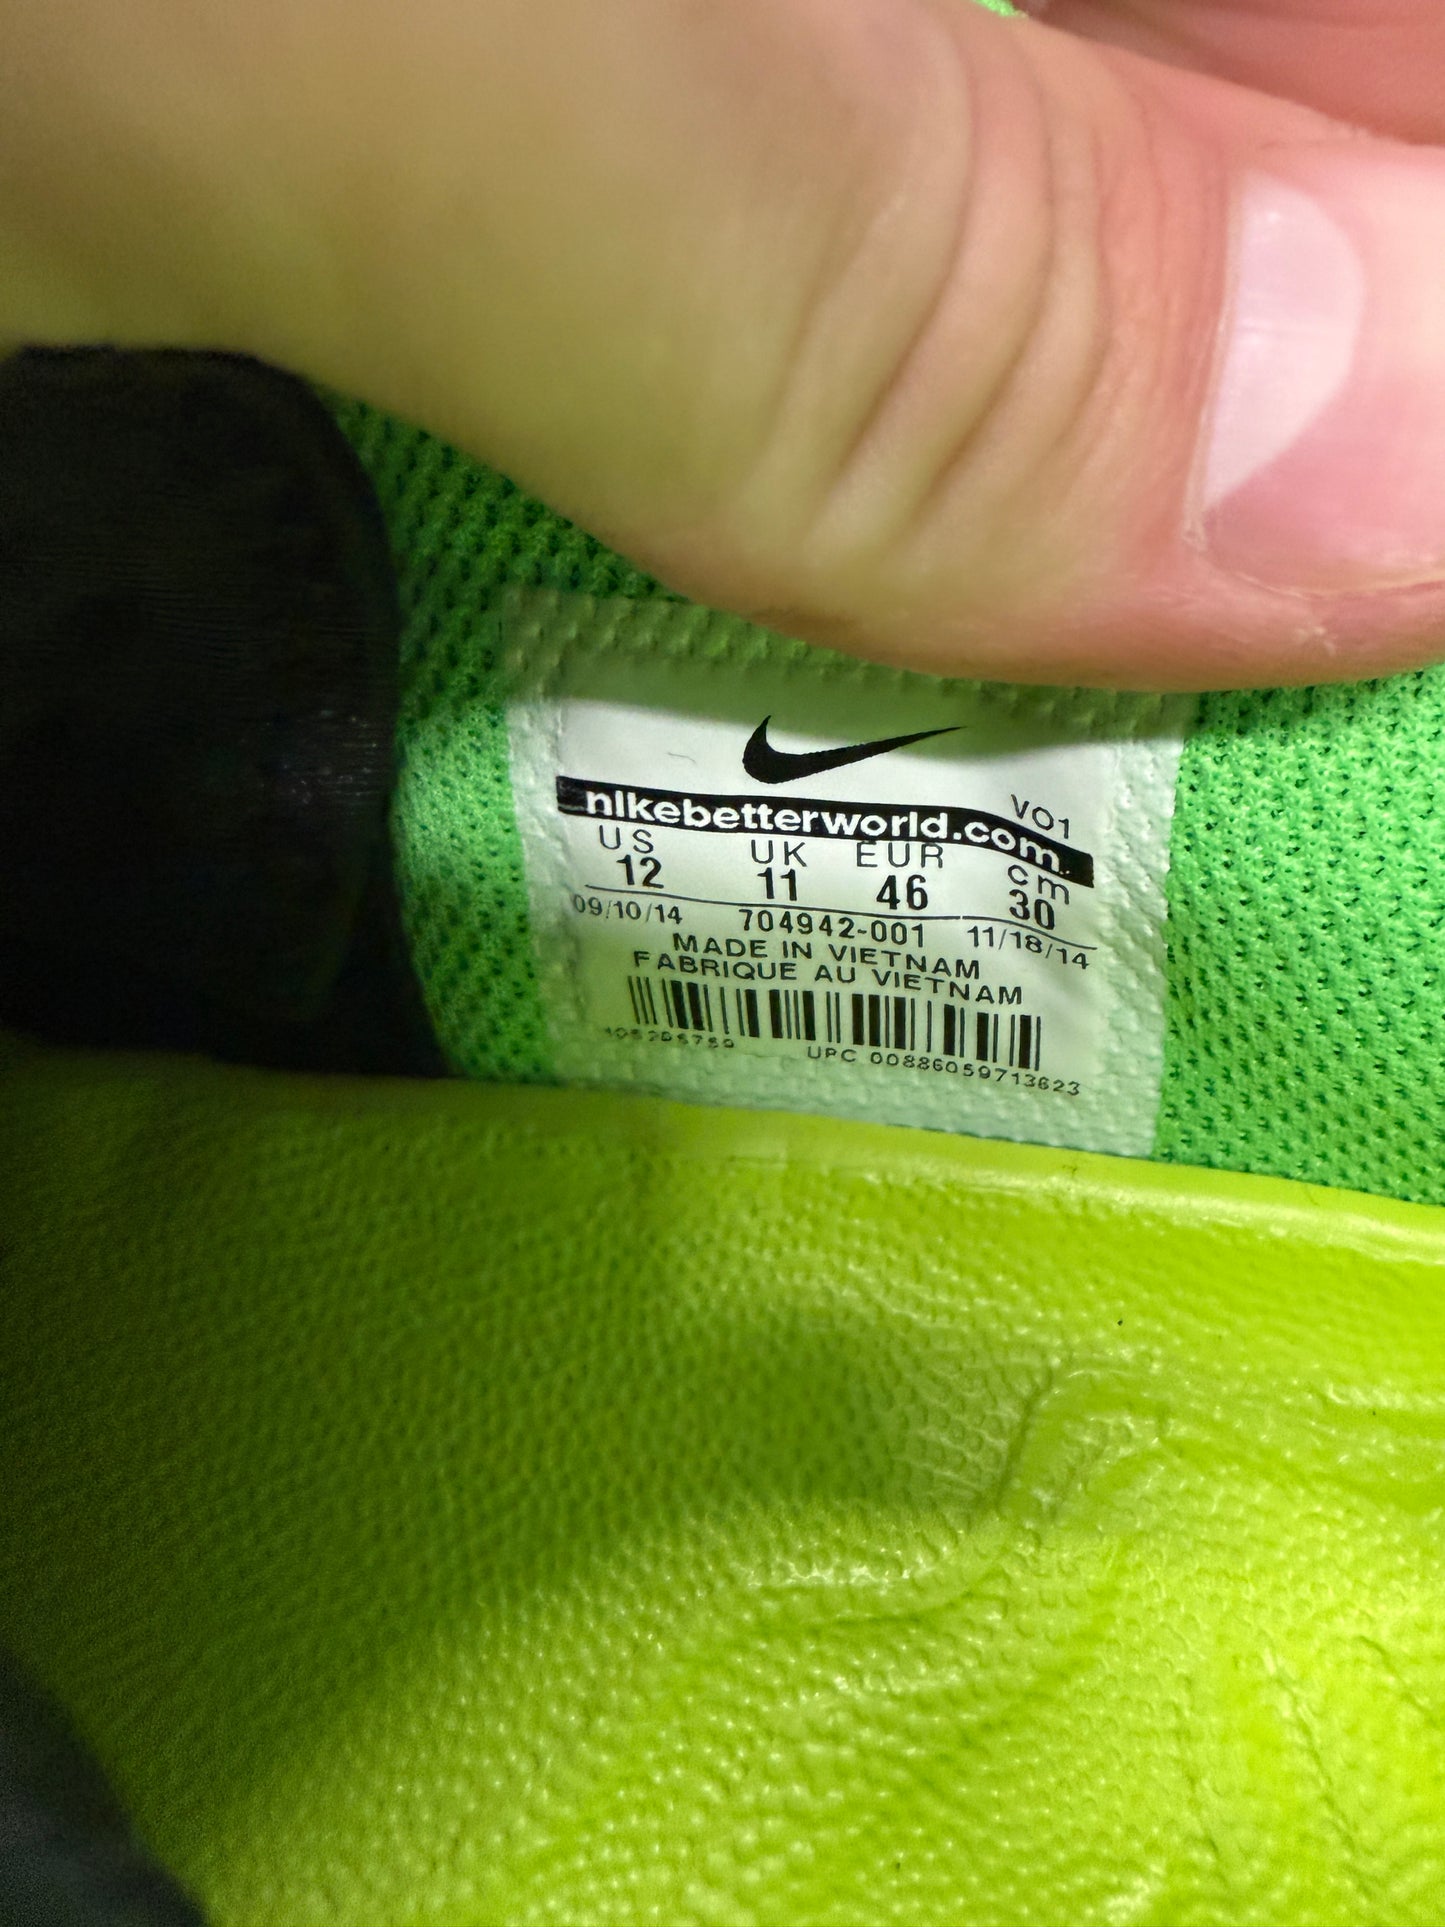 nikebetterworld.com VO1
US UK EUR cm
12 11 46 30
09/10/14 704942-001 11/18/14
MADE IN VIETNAM
FABRIQUE AU VIETNAM
UPC 00886059713623